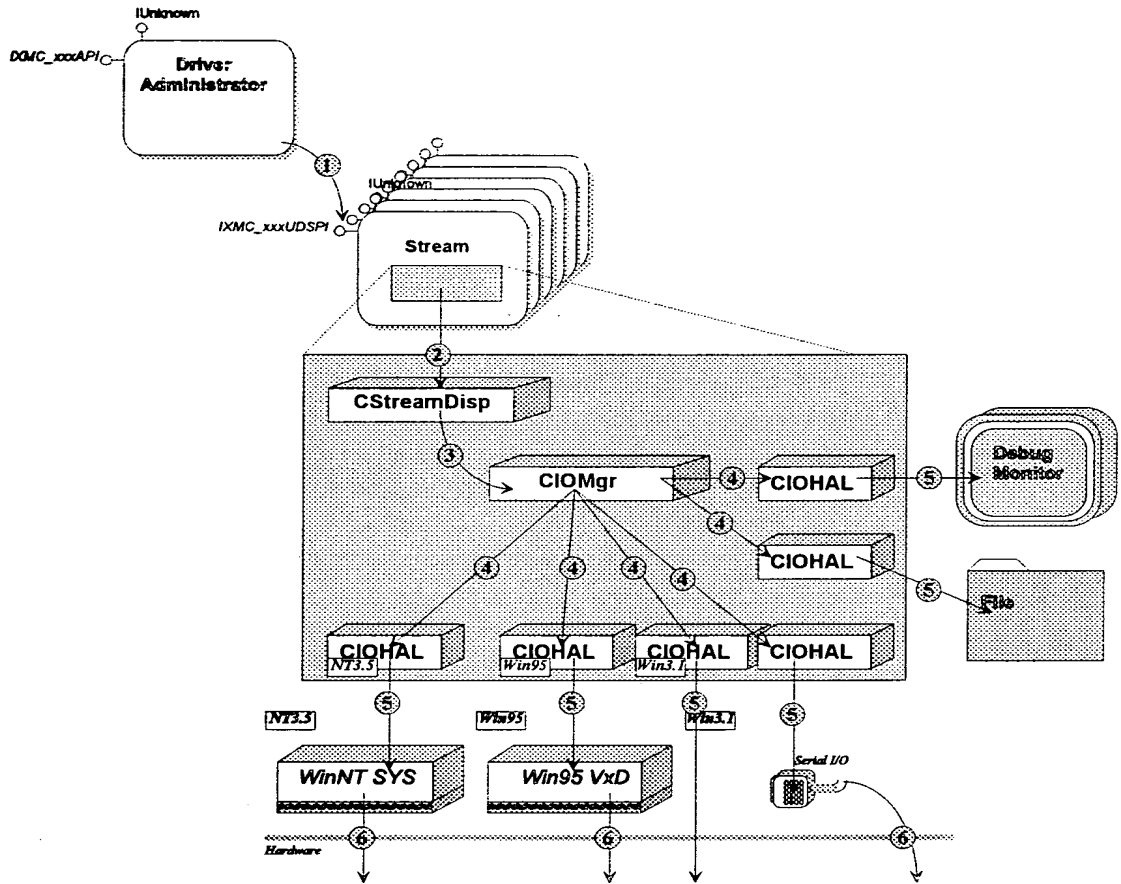 IUnknown
IXMC_xxxAPI
Driver
Administrator
1
IUnknown
IXMC_xxxUDSPI
Stream
2
CStreamDisp
3
CIOMgr
4
CIOHAL
5
Debug
Monitor
4
CIOHAL
5
File
4
4
4
4
CIOHAL
NT3.5
CIOHAL
Win95
CIOHAL
Win3.1
CIOHAL
5
5
5
5
NT3.5
Win95
Win3.1
WinNT SYS
Win95 VxD
Serial I/O
6
6
6
Hardware